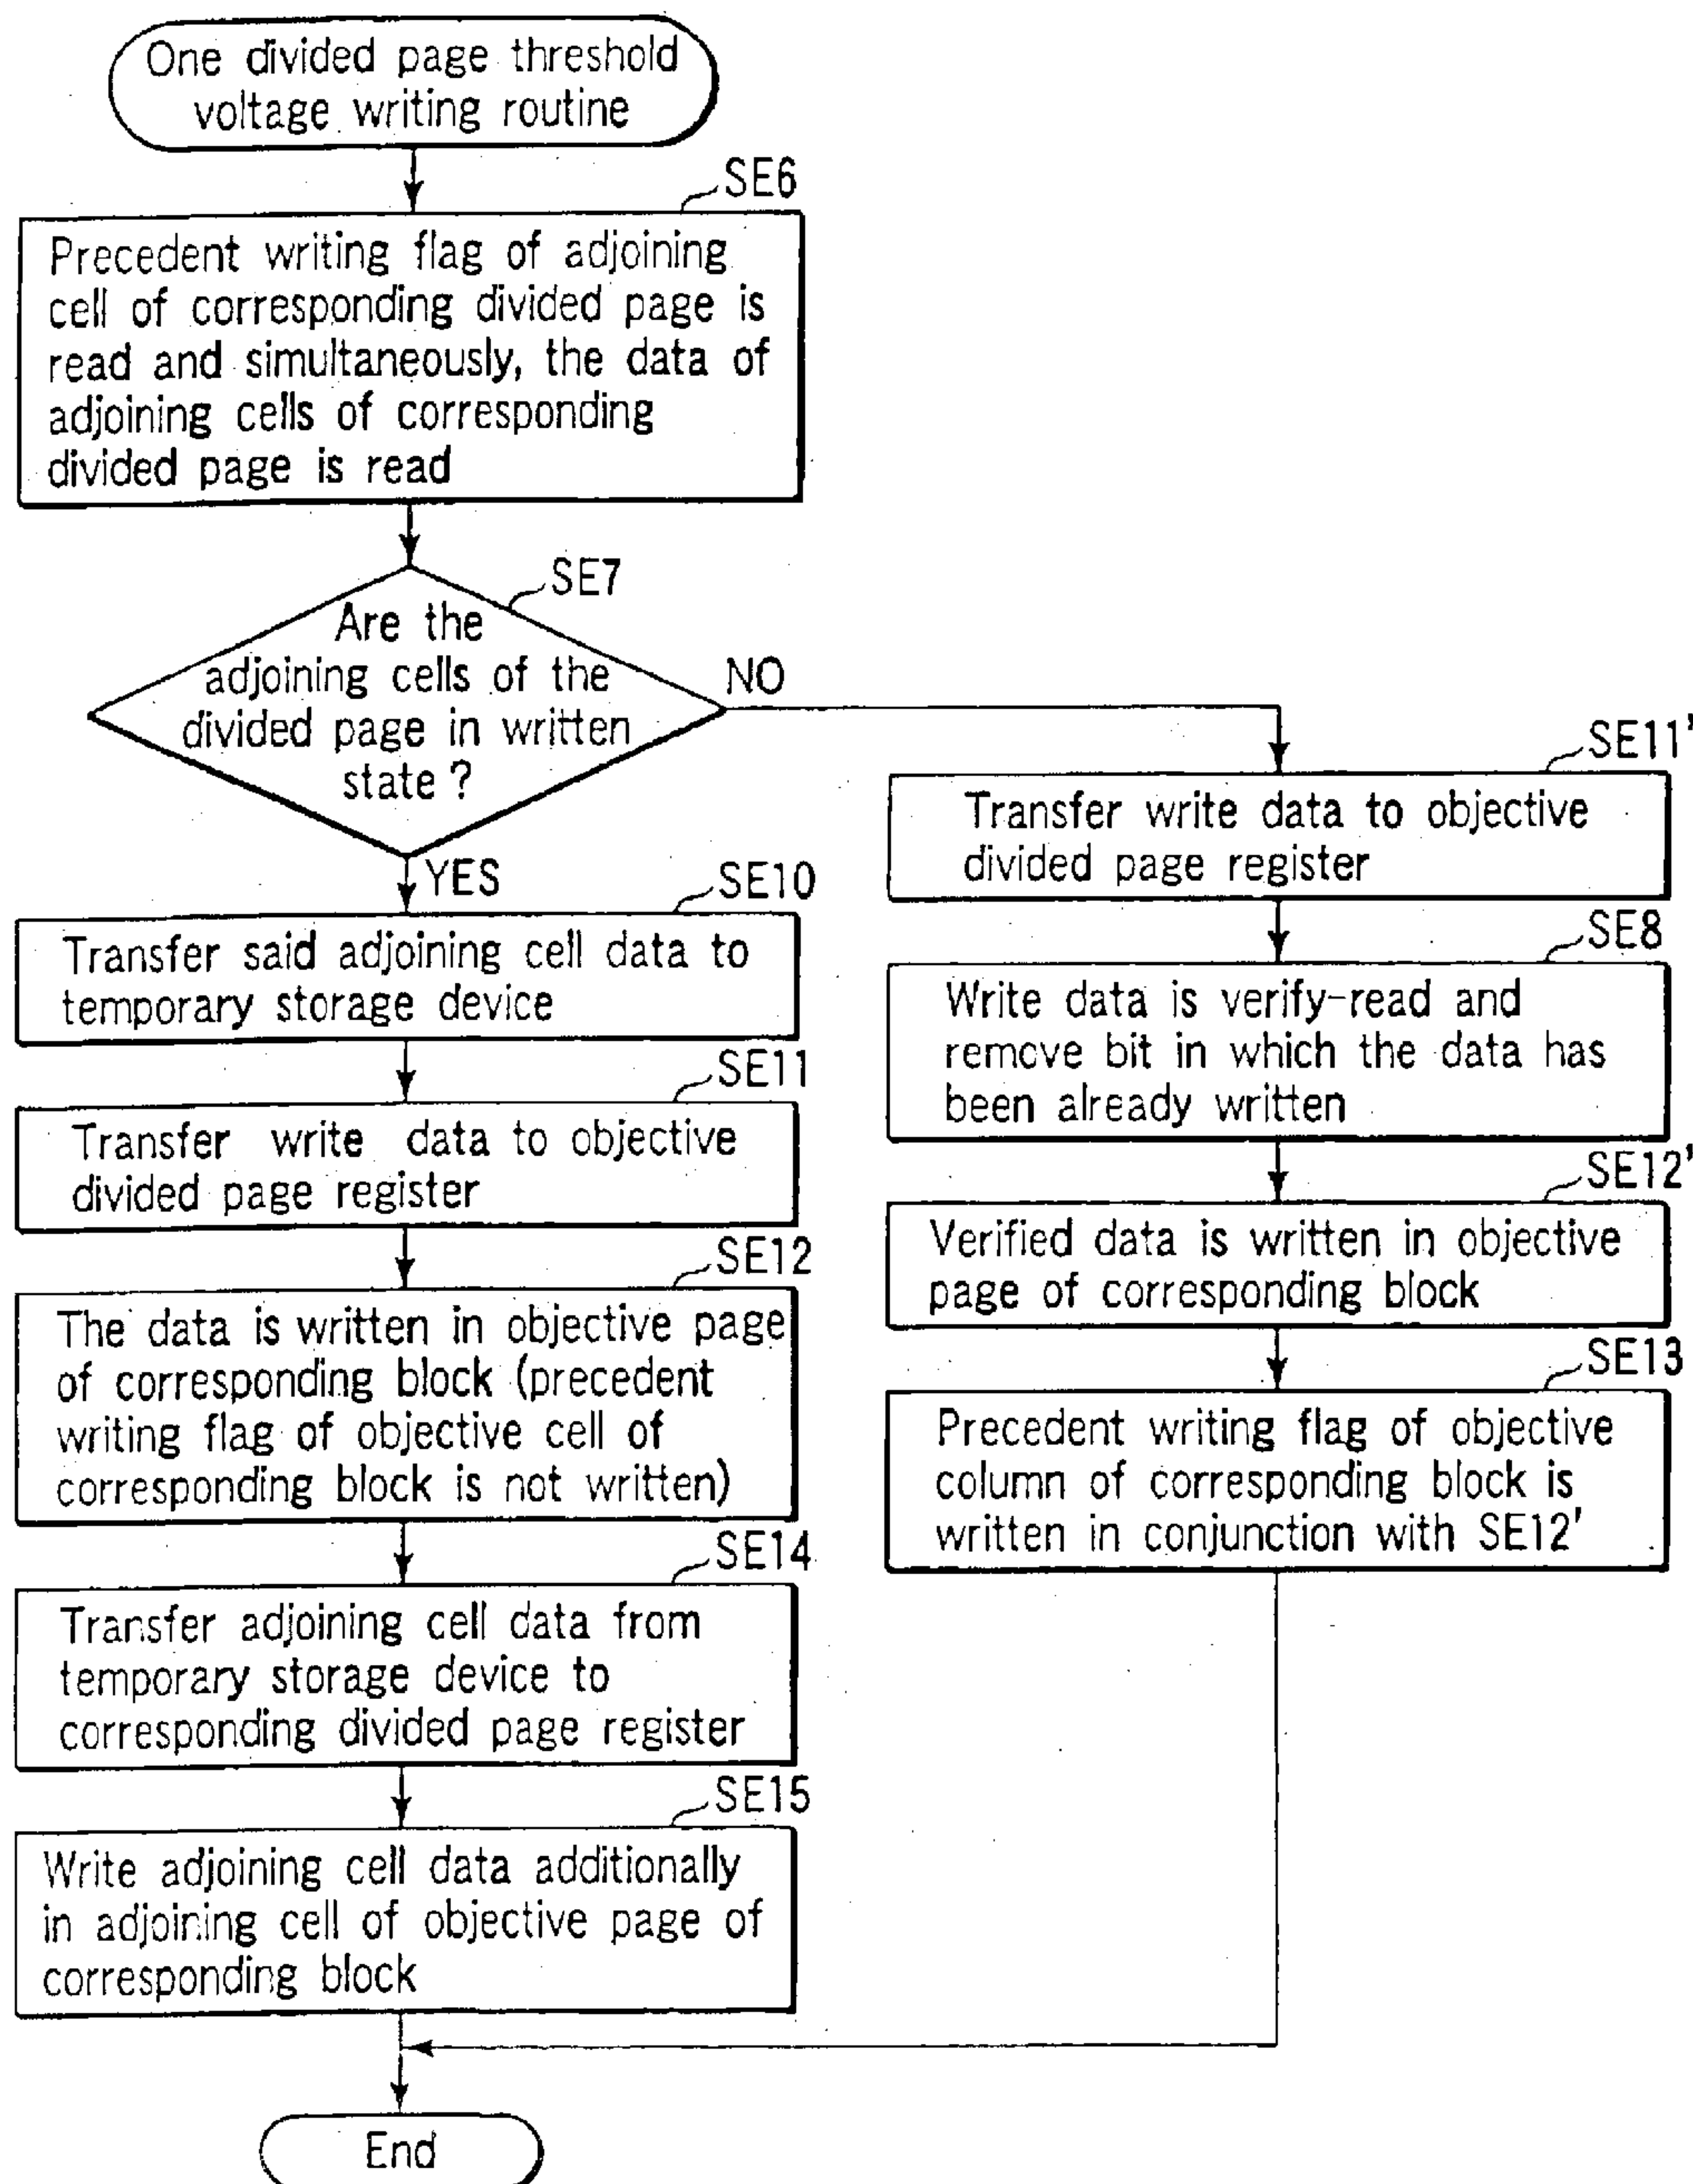 One divided page threshold
voltage writing routine
SE6
Precedent writing flag of adjoining
cell of corresponding divided page is
read and simultaneously, the data of
adjoining cells of corresponding
divided page is read
SE7
Are the
adjoining cells of the
divided page in written
state ?
NO
YES
SE10
Transfer said adjoining cell data to
temporary storage device
SE11
Transfer write data to objective
divided page register
SE12
The data is written in objective page
of corresponding block (precedent
writing flag of objective cell of
corresponding block is not written)
SE14
Transfer adjoining cell data from
temporary storage device to
corresponding divided page register
SE15
Write adjoining cell data additionally
in adjoining cell of objective page of
corresponding block
SE11'
Transfer write data to objective
divided page register
SE8
Write data is verify-read and
remove bit in which the data has
been already written
SE12'
Verified data is written in objective
page of corresponding block
SE13
Precedent writing flag of objective
column of corresponding block is
written in conjunction with SE12'
End